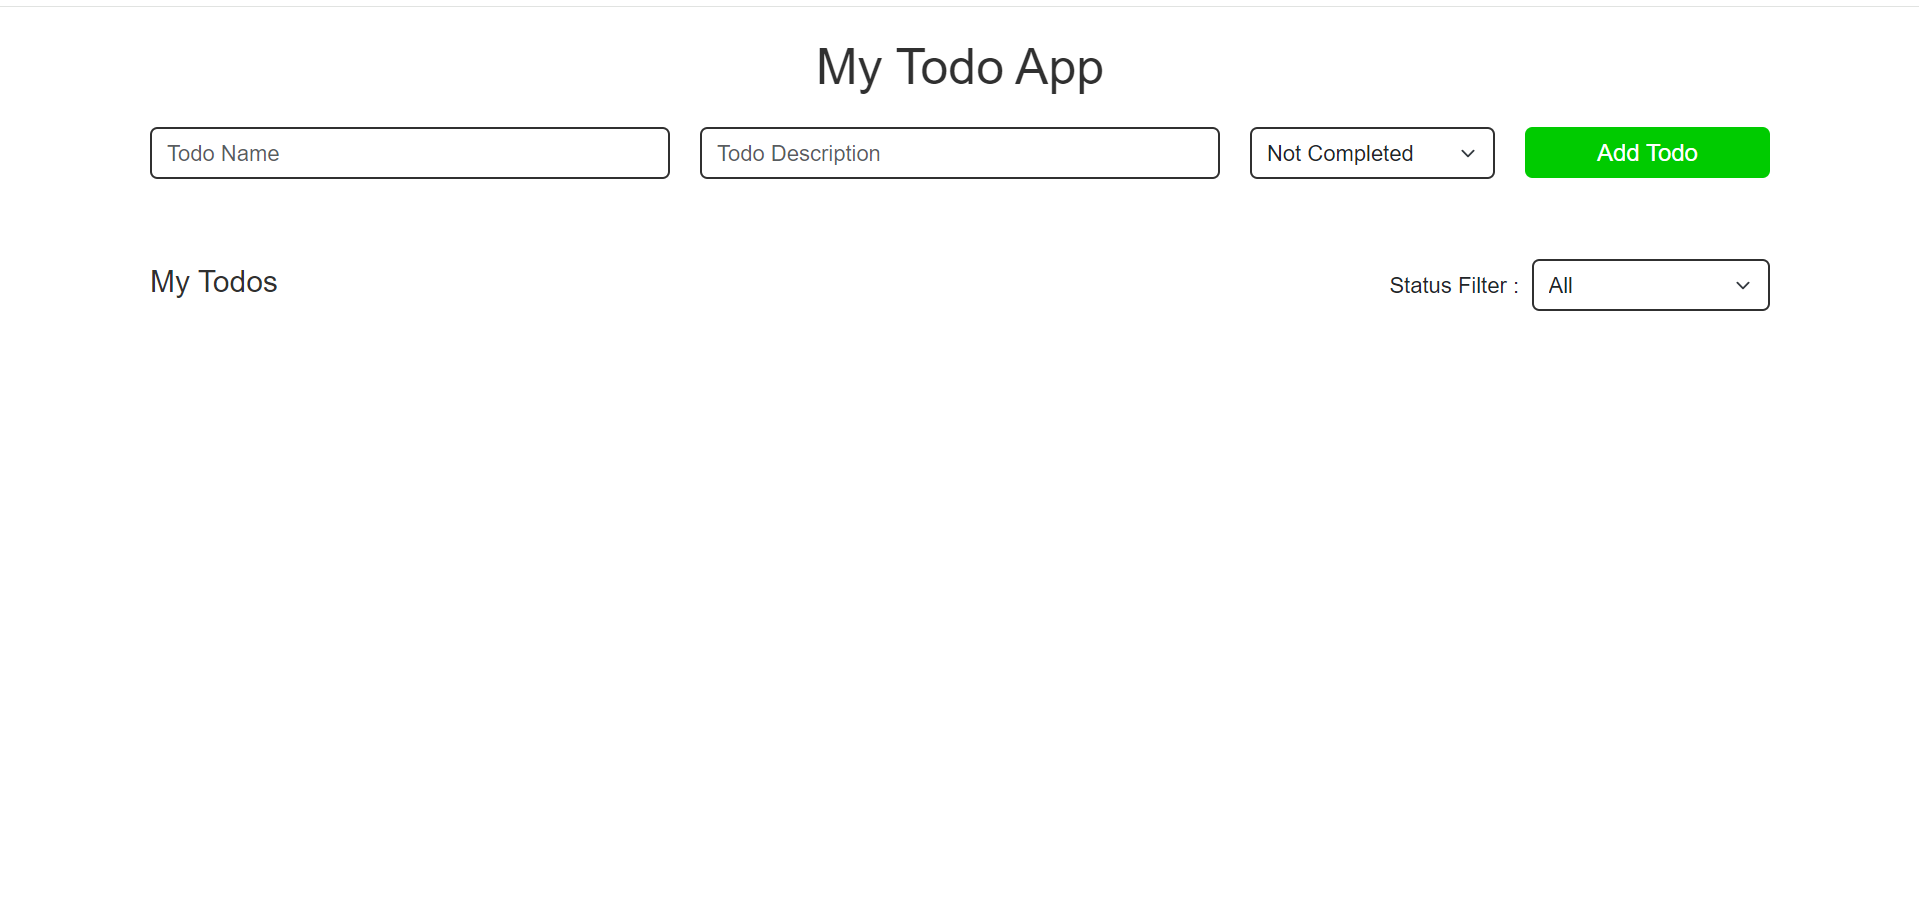 My Todo App
Todo Name
Todo Description
Not Completed
Add Todo
My Todos
Status Filter :
All